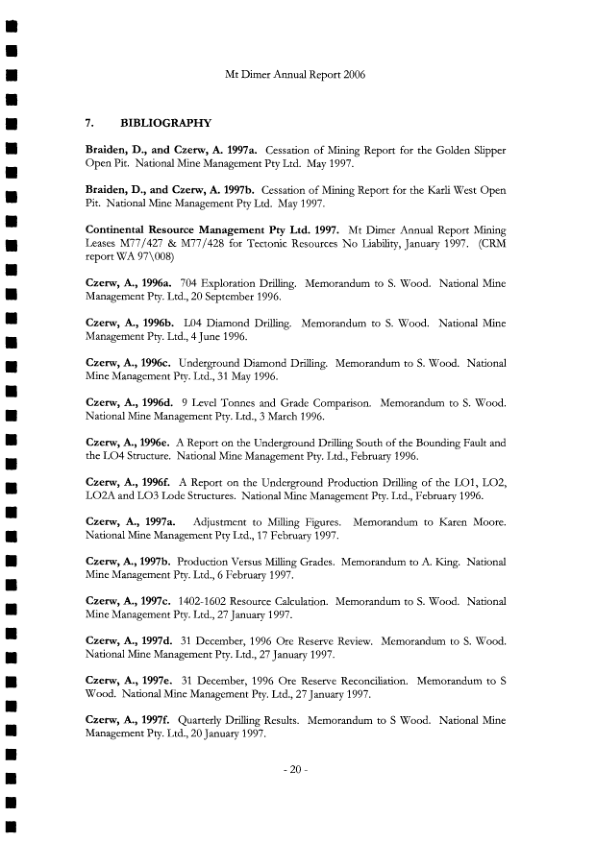 Mt Dimer Annual Report 2006
7. BIBLIOGRAPHY
Braiden, D., and Czerw, A. 1997a. Cessation of Mining Report for the Golden Slipper
Open Pit. National Mine Management Pty Ltd. May 1997.
Braiden, D., and Czerw, A. 1997b. Cessation of Mining Report for the Karli West Open
Pit. National Mine Management Pty Ltd. May 1997.
Continental Resource Management Pty Ltd. 1997. Mt Dimer Annual Report Mining
Leases M77/427 & M77/428 for Tectonic Resources No Liability, January 1997. (CRM
report WA 97\008)
Czerw, A., 1996a. 704 Exploration Drilling. Memorandum to S. Wood. National Mine
Management Pty. Ltd., 20 September 1996.
Czerw, A., 1996b. L04 Diamond Drilling. Memorandum to S. Wood. National Mine
Management Pty. Ltd., 4 June 1996.
Czerw, A., 1996c. Underground Diamond Drilling. Memorandum to S. Wood. National
Mine Management Pty. Ltd., 31 May 1996.
Czerw, A., 1996d. 9 Level Tonnes and Grade Comparison. Memorandum to S. Wood.
National Mine Management Pty. Ltd., 3 March 1996.
Czerw, A., 1996e. A Report on the Underground Drilling South of the Bounding Fault and
the LO4 Structure. National Mine Management Pty. Ltd., February 1996.
Czerw, A., 1996f. A Report on the Underground Production Drilling of the LO1, LO2,
LO2A and LO3 Lode Structures. National Mine Management Pty. Ltd., February 1996.
Czerw, A., 1997a. Adjustment to Milling Figures. Memorandum to Karen Moore.
National Mine Management Pty Ltd., 17 February 1997.
Czerw, A., 1997b. Production Versus Milling Grades. Memorandum to A. King. National
Mine Management Pty. Ltd., 6 February 1997.
Czerw, A., 1997c. 1402-1602 Resource Calculation. Memorandum to S. Wood. National
Mine Management Pty. Ltd., 27 January 1997.
Czerw, A., 1997d. 31 December, 1996 Ore Reserve Review. Memorandum to S. Wood.
National Mine Management Pty. Ltd., 27 January 1997.
Czerw, A., 1997e. 31 December, 1996 Ore Reserve Reconciliation. Memorandum to S
Wood. National Mine Management Pty. Ltd., 27 January 1997.
Czerw, A., 1997f. Quarterly Drilling Results. Memorandum to S Wood. National Mine
Management Pty. Ltd., 20 January 1997.
- 20 -